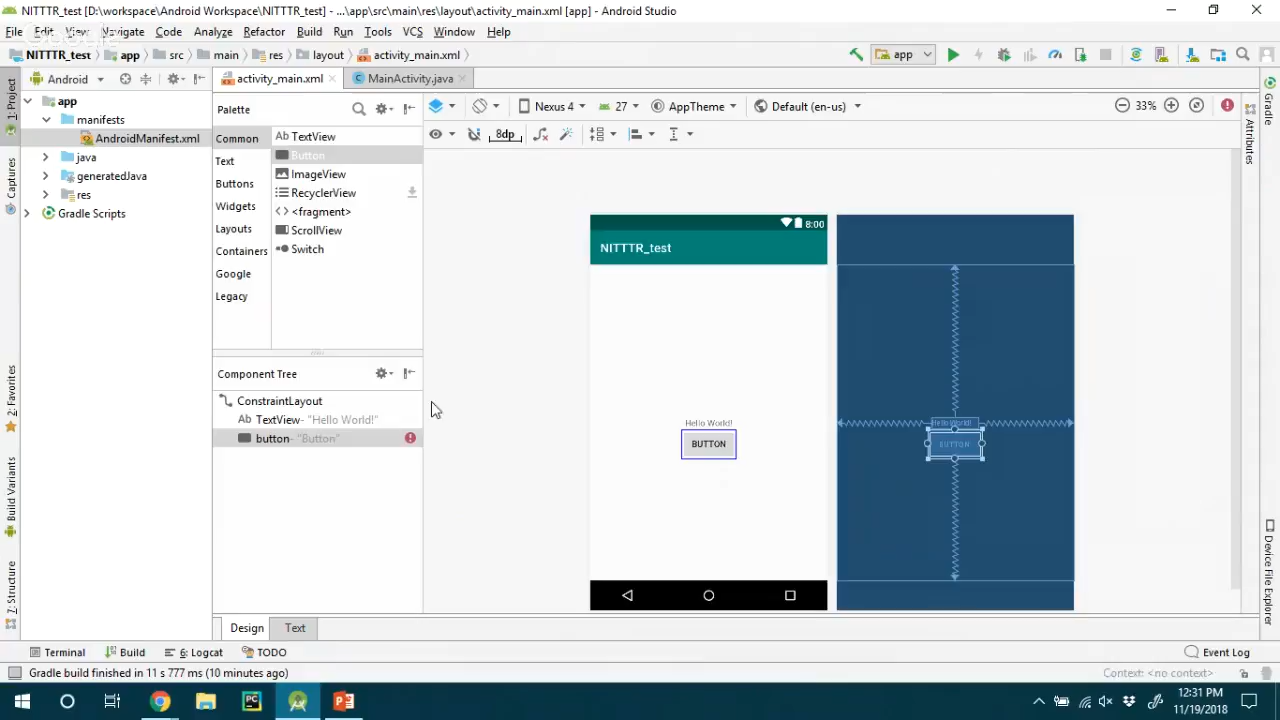 NITTTR_test [D:\workspace\Android Workspace\NITTTR_test] - ...\app\src\main\res\layout\activity_main.xml [app] - Android Studio
File Edit View Navigate Code Analyze Refactor Build Run Tools VCS Window Help
NITTTR_test app src main res layout activity_main.xml
app
Android
activity_main.xml
MainActivity.java
1: Project
Captures
2: Favorites
Build Variants
7: Structure
app
manifests
AndroidManifest.xml
java
generatedJava
res
Gradle Scripts
Palette
Common
Text
Buttons
Widgets
Layouts
Containers
Google
Legacy
Ab TextView
Button
ImageView
RecyclerView
<fragment>
ScrollView
Switch
Component Tree
ConstraintLayout
Ab TextView- "Hello World!"
button- "Button"
Nexus 4 27 AppTheme Default (en-us) 33%
8dp
8:00
NITTTR_test
Hello World!
BUTTON
Hello World!
BUTTON
Gradle
Attributes
Device File Explorer
Design Text
Terminal Build 6: Logcat TODO Event Log
Gradle build finished in 11 s 777 ms (10 minutes ago)
Context: <no context>
12:31 PM
11/19/2018